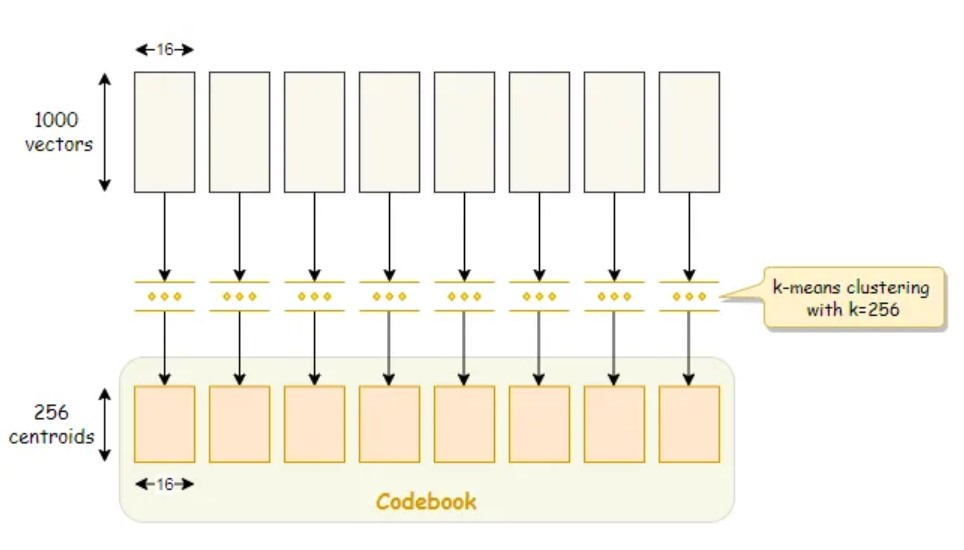 16
1000
vectors
k-means clustering
with k=256
256
centroids
16
Codebook